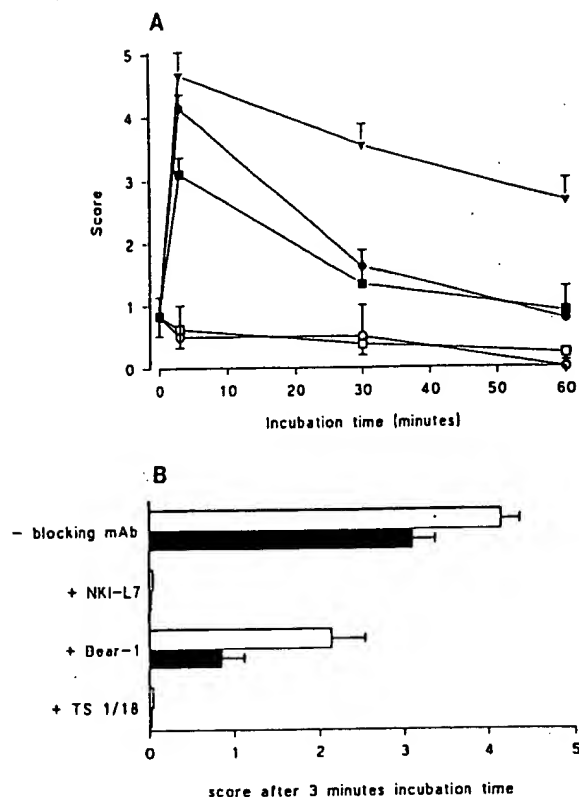 A
5
4
3
2
1
0
Score
0 10 20 30 40 50 60
Incubation time (minutes)
B
- blocking mAb
+ NKI-L7
+ Bear-1
+ TS 1/18
0 1 2 3 4 5
score after 3 minutes incubation time